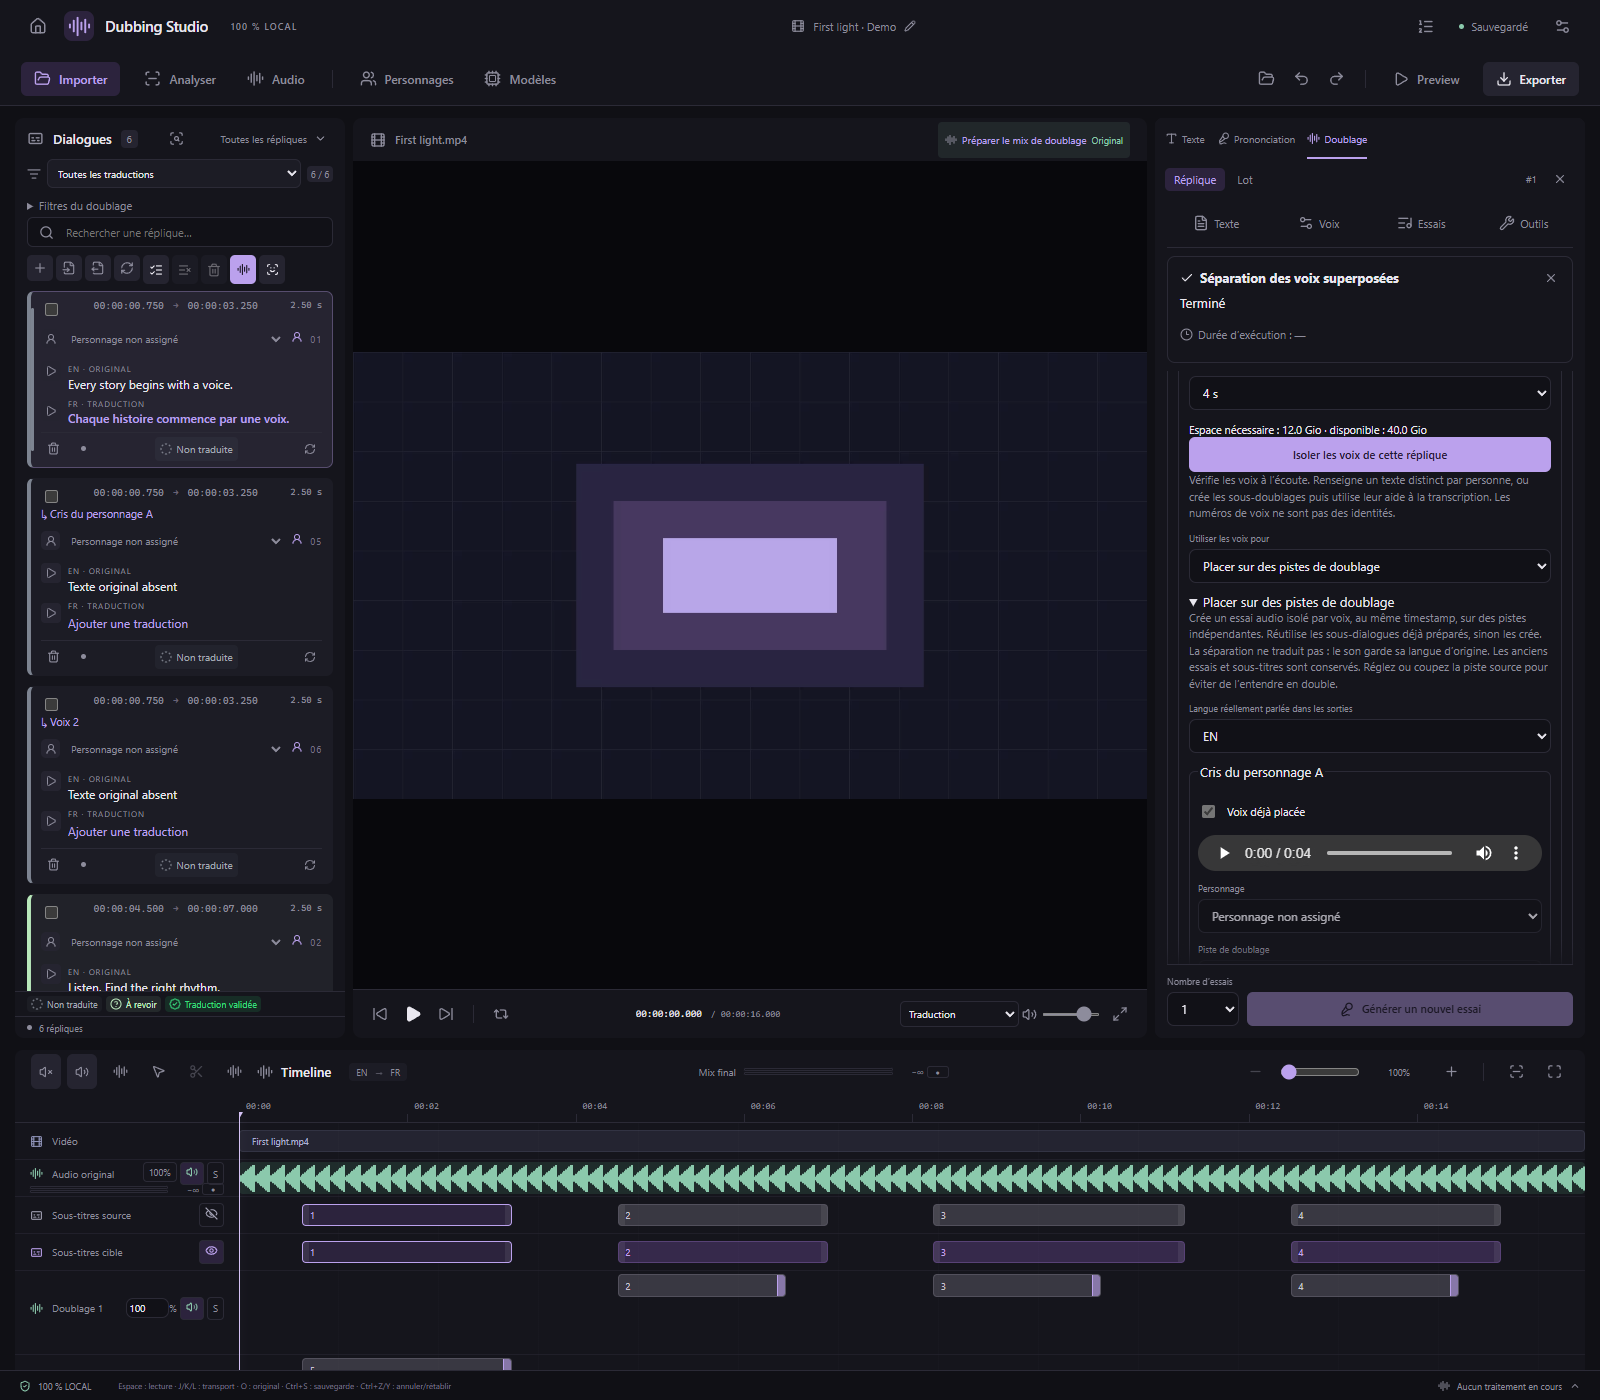 Dubbing Studio
100 % LOCAL
First light · Demo
Sauvegardé
Importer
Analyser
Audio
Personnages
Modèles
Preview
Exporter
Dialogues
6
Toutes les répliques
Toutes les traductions
6 / 6
Filtres du doublage
Rechercher une réplique...
00:00:00.750 → 00:00:03.250
2.50 s
Personnage non assigné
01
EN · ORIGINAL
Every story begins with a voice.
FR · TRADUCTION
Chaque histoire commence par une voix.
Non traduite
00:00:00.750 → 00:00:03.250
2.50 s
↳ Cris du personnage A
Personnage non assigné
05
EN · ORIGINAL
Texte original absent
FR · TRADUCTION
Ajouter une traduction
Non traduite
00:00:00.750 → 00:00:03.250
2.50 s
↳ Voix 2
Personnage non assigné
06
EN · ORIGINAL
Texte original absent
FR · TRADUCTION
Ajouter une traduction
Non traduite
00:00:04.500 → 00:00:07.000
2.50 s
Personnage non assigné
02
EN · ORIGINAL
Listen. Find the right rhythm.
Non traduite
À revoir
Traduction validée
6 répliques
First light.mp4
Préparer le mix de doublage Original
00:00:00.000 / 00:00:16.000
Traduction
Texte
Prononciation
Doublage
Réplique
Lot
#1
Texte
Voix
Essais
Outils
Séparation des voix superposées
Terminé
Durée d'exécution : —
4 s
Espace nécessaire : 12.0 Gio · disponible : 40.0 Gio
Isoler les voix de cette réplique
Vérifie les voix à l'écoute. Renseigne un texte distinct par personne, ou
crée les sous-doublages puis utilise leur aide à la transcription. Les
numéros de voix ne sont pas des identités.
Utiliser les voix pour
Placer sur des pistes de doublage
Placer sur des pistes de doublage
Crée un essai audio isolé par voix, au même timestamp, sur des pistes
indépendantes. Réutilise les sous-dialogues déjà préparés, sinon les crée.
La séparation ne traduit pas : le son garde sa langue d'origine. Les anciens
essais et sous-titres sont conservés. Réglez ou coupez la piste source pour
éviter de l'entendre en double.
Langue réellement parlée dans les sorties
EN
Cris du personnage A
Voix déjà placée
0:00 / 0:04
Personnage
Personnage non assigné
Piste de doublage
Nombre d'essais
1
Générer un nouvel essai
Timeline
EN → FR
Mix final
-∞
100%
00:00
00:02
00:04
00:06
00:08
00:10
00:12
00:14
Vidéo
First light.mp4
Audio original
100%
S
-∞
Sous-titres source
1
2
3
4
Sous-titres cible
1
2
3
4
Doublage 1
100 %
S
2
3
4
100 % LOCAL
Espace : lecture · J/K/L : transport · O : original · Ctrl+S : sauvegarde · Ctrl+Z/Y : annuler/rétablir
Aucun traitement en cours